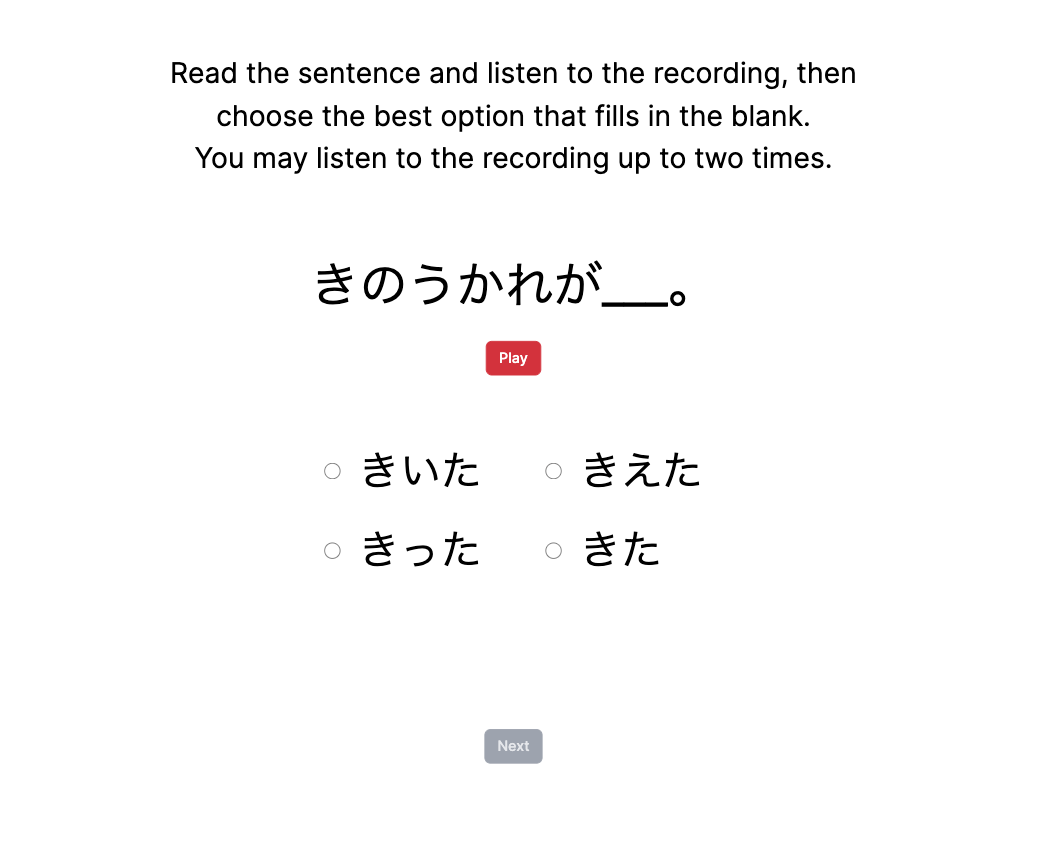 Read the sentence and listen to the recording, then
choose the best option that fills in the blank.
You may listen to the recording up to two times.
きのうかれが___。
Play
きいた きえた
きった きた
Next